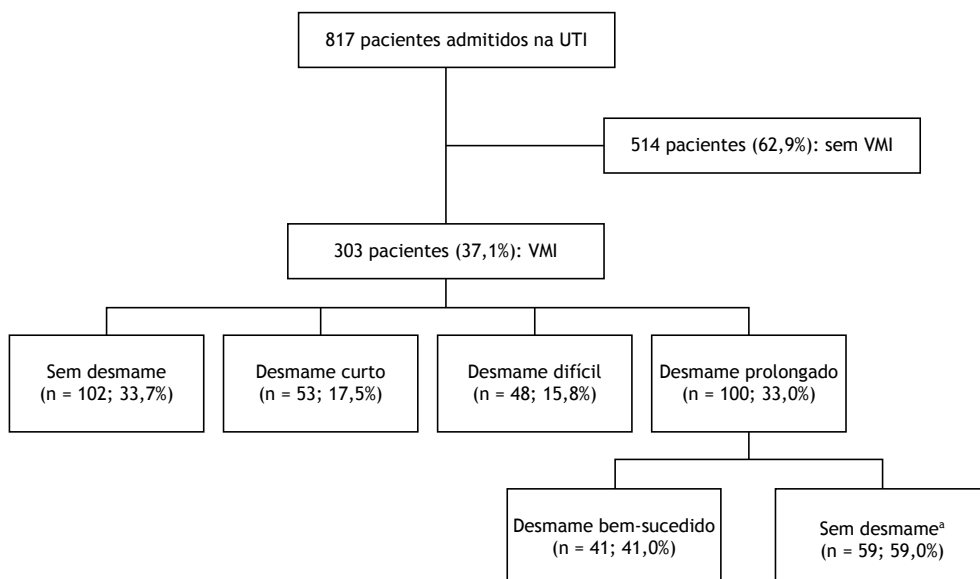 817 pacientes admitidos na UTI
514 pacientes (62,9%): sem VMI
303 pacientes (37,1%): VMI
Sem desmame
(n = 102; 33,7%)
Desmame curto
(n = 53; 17,5%)
Desmame difícil
(n = 48; 15,8%)
Desmame prolongado
(n = 100; 33,0%)
Desmame bem-sucedido
(n = 41; 41,0%)
Sem desmameᵃ
(n = 59; 59,0%)